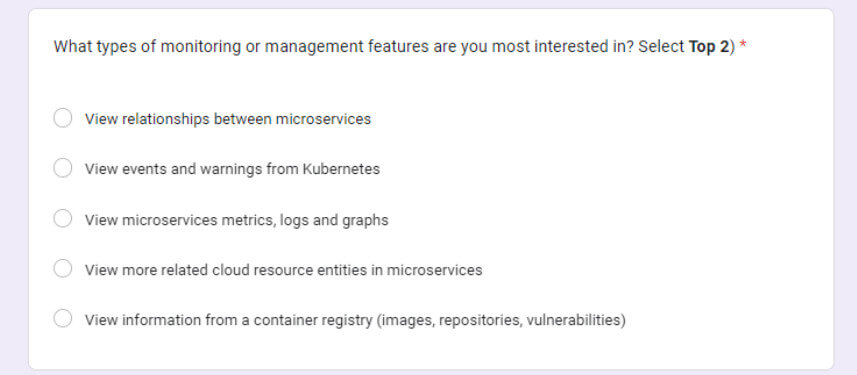 What types of monitoring or management features are you most interested in? Select Top 2) *
View relationships between microservices
View events and warnings from Kubernetes
View microservices metrics, logs and graphs
View more related cloud resource entities in microservices
View information from a container registry (images, repositories, vulnerabilities)